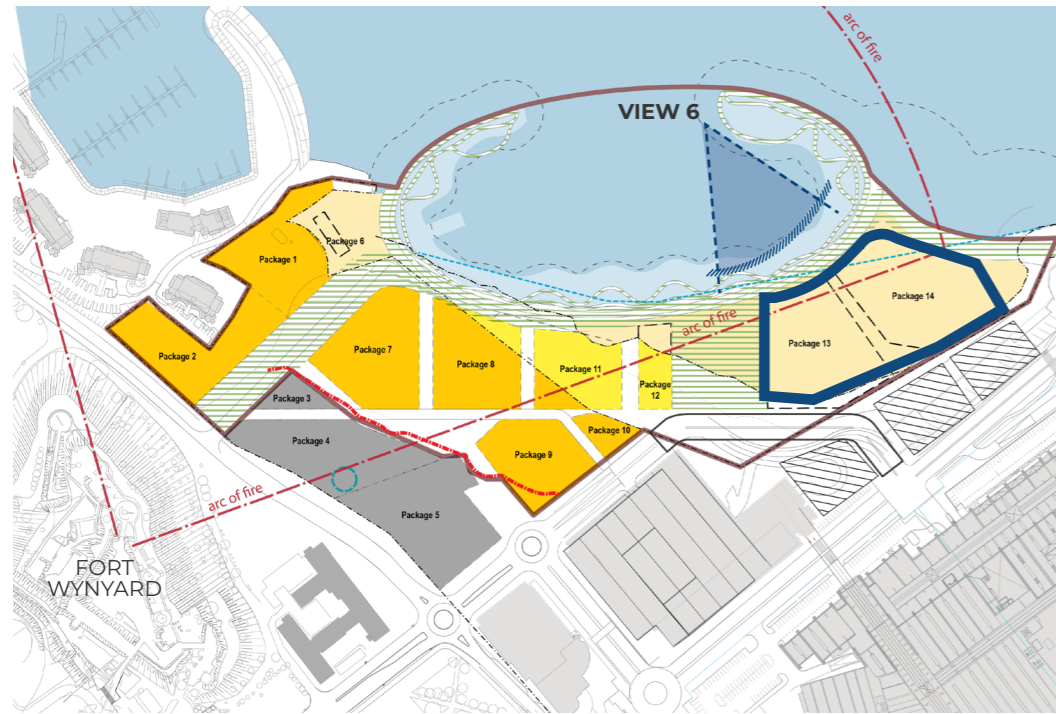 arc of fire
VIEW 6
Package 6
Package 1
Package 14
arc of fire
Package 13
Package 7
Package 2
Package 8
Package 11
Package
12
Package 3
Package 10
Package 4
Package 9
arc of fire
Package 5
FORT
WYNYARD